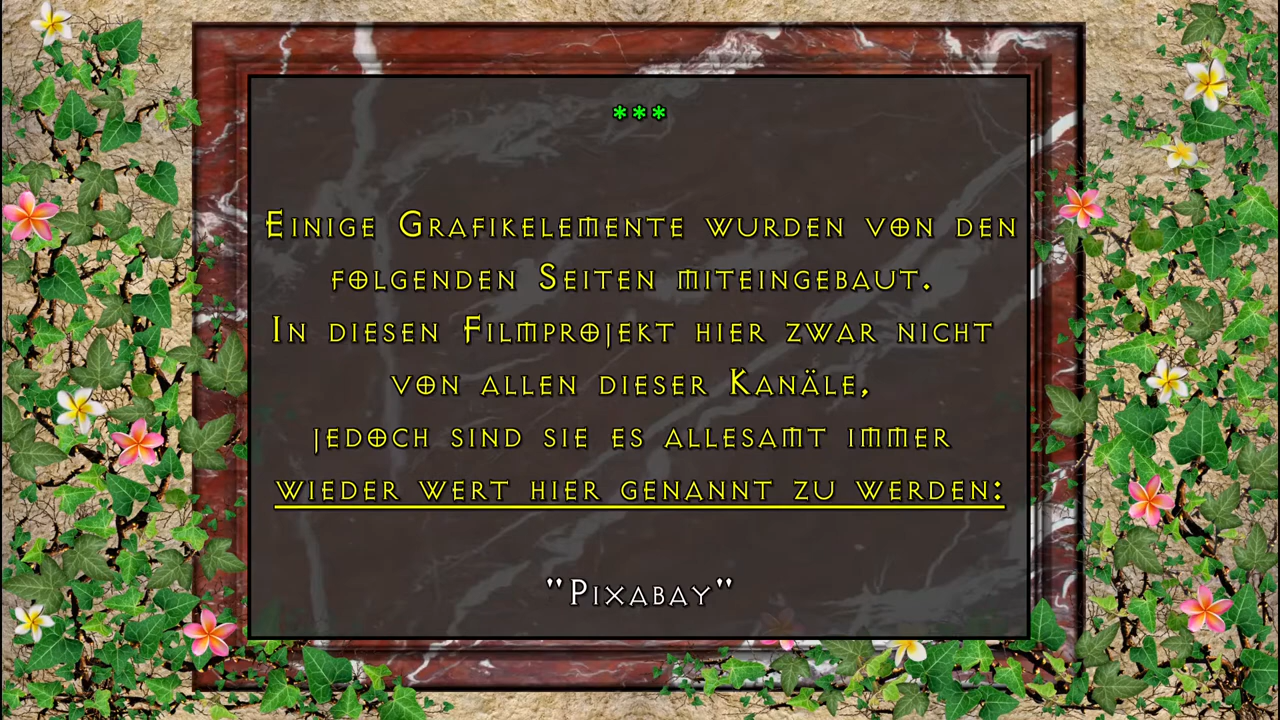 ***
Einige Grafikelemente wurden von den
folgenden Seiten miteingebaut.
In diesen Filmprojekt hier zwar nicht
von allen dieser Kanäle,
jedoch sind sie es allesamt immer
wieder wert hier genannt zu werden:
"Pixabay"